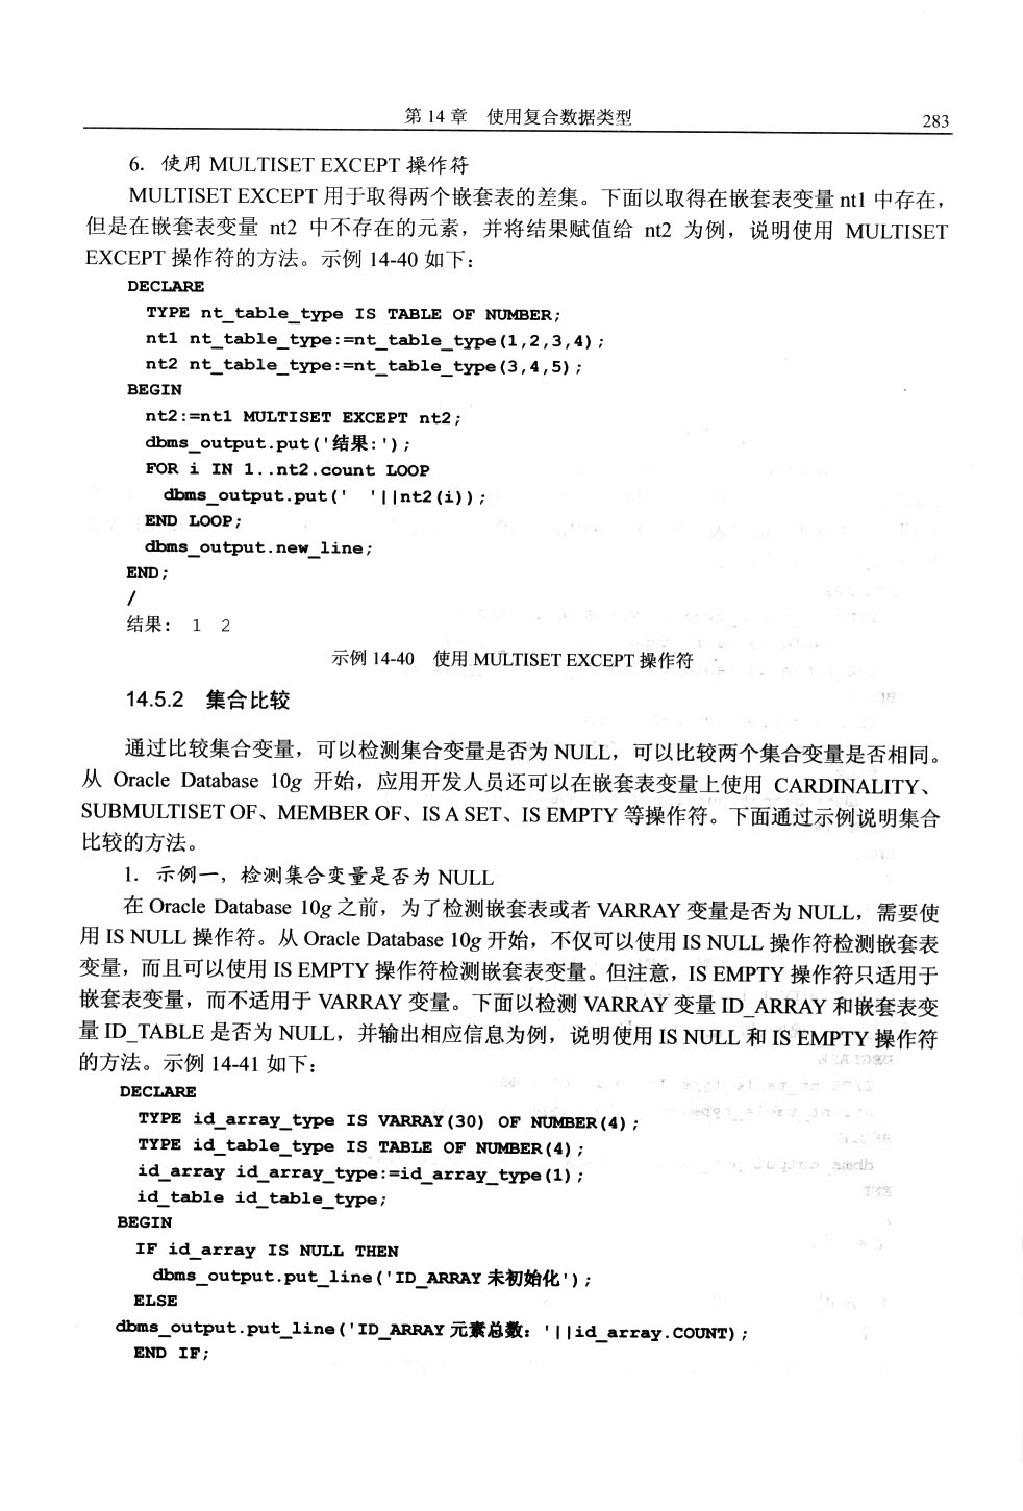 第 14 章 使用复合数据类型 283
6. 使用 MULTISET EXCEPT 操作符
MULTISET EXCEPT 用于取得两个嵌套表的差集。下面以取得在嵌套表变量 nt1 中存在，
但是在嵌套表变量 nt2 中不存在的元素，并将结果赋值给 nt2 为例，说明使用 MULTISET
EXCEPT 操作符的方法。示例 14-40 如下：
DECLARE
TYPE nt_table_type IS TABLE OF NUMBER;
nt1 nt_table_type:=nt_table_type(1,2,3,4);
nt2 nt_table_type:=nt_table_type(3,4,5);
BEGIN
nt2:=nt1 MULTISET EXCEPT nt2;
dbms_output.put('结果:');
FOR i IN 1..nt2.count LOOP
dbms_output.put(' '||nt2(i));
END LOOP;
dbms_output.new_line;
END;
/
结果： 1 2
示例 14-40 使用 MULTISET EXCEPT 操作符
14.5.2 集合比较
通过比较集合变量，可以检测集合变量是否为 NULL，可以比较两个集合变量是否相同。
从 Oracle Database 10g 开始，应用开发人员还可以在嵌套表变量上使用 CARDINALITY、
SUBMULTISET OF、MEMBER OF、IS A SET、IS EMPTY 等操作符。下面通过示例说明集合
比较的方法。
1. 示例一，检测集合变量是否为 NULL
在 Oracle Database 10g 之前，为了检测嵌套表或者 VARRAY 变量是否为 NULL，需要使
用 IS NULL 操作符。从 Oracle Database 10g 开始，不仅可以使用 IS NULL 操作符检测嵌套表
变量，而且可以使用 IS EMPTY 操作符检测嵌套表变量。但注意，IS EMPTY 操作符只适用于
嵌套表变量，而不适用于 VARRAY 变量。下面以检测 VARRAY 变量 ID_ARRAY 和嵌套表变
量 ID_TABLE 是否为 NULL，并输出相应信息为例，说明使用 IS NULL 和 IS EMPTY 操作符
的方法。示例 14-41 如下：
DECLARE
TYPE id_array_type IS VARRAY(30) OF NUMBER(4);
TYPE id_table_type IS TABLE OF NUMBER(4);
id_array id_array_type:=id_array_type(1);
id_table id_table_type;
BEGIN
IF id_array IS NULL THEN
dbms_output.put_line('ID_ARRAY 未初始化');
ELSE
dbms_output.put_line('ID_ARRAY 元素总数：'||id_array.COUNT);
END IF;